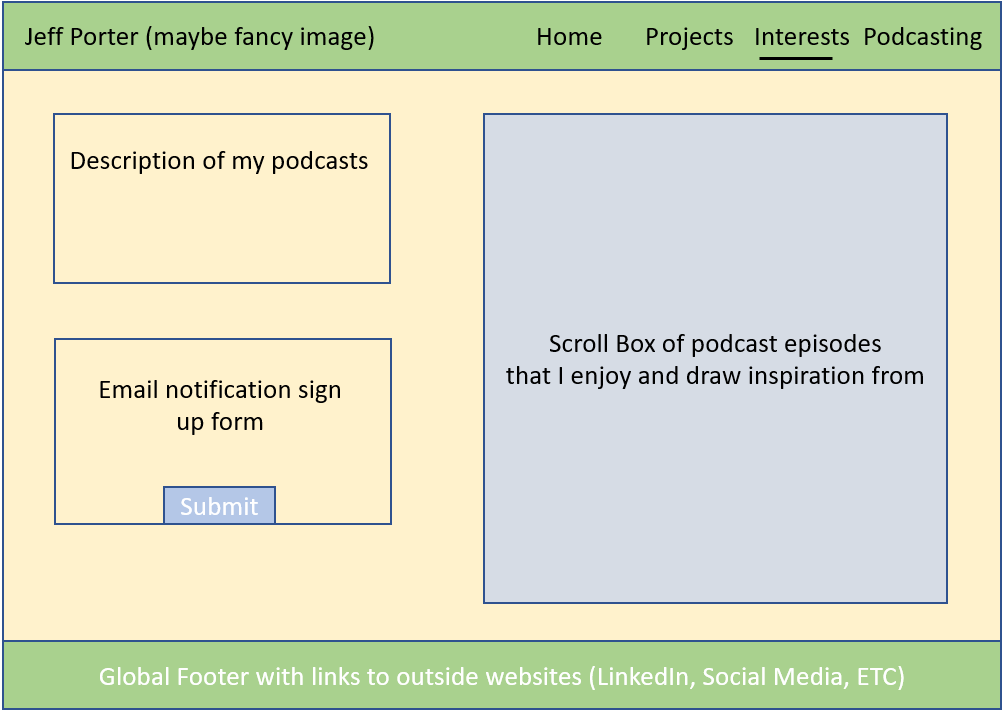 Jeff Porter (maybe fancy image)
Home Projects Interests Podcasting
Description of my podcasts
Email notification sign
up form
Submit
Scroll Box of podcast episodes
that I enjoy and draw inspiration from
Global Footer with links to outside websites (LinkedIn, Social Media, ETC)